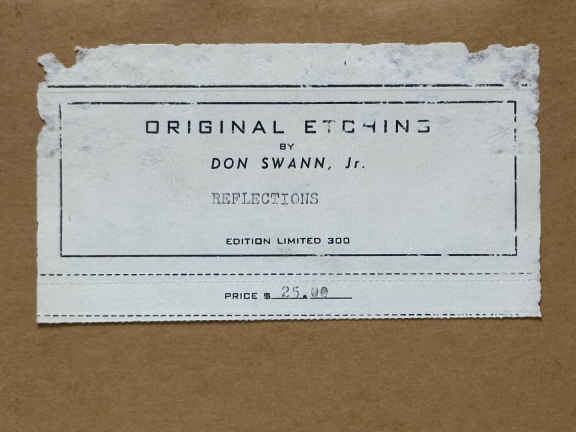 ORIGINAL ETCHING
BY
DON SWANN, Jr.
REFLECTIONS
EDITION LIMITED 300
PRICE $ 25.00